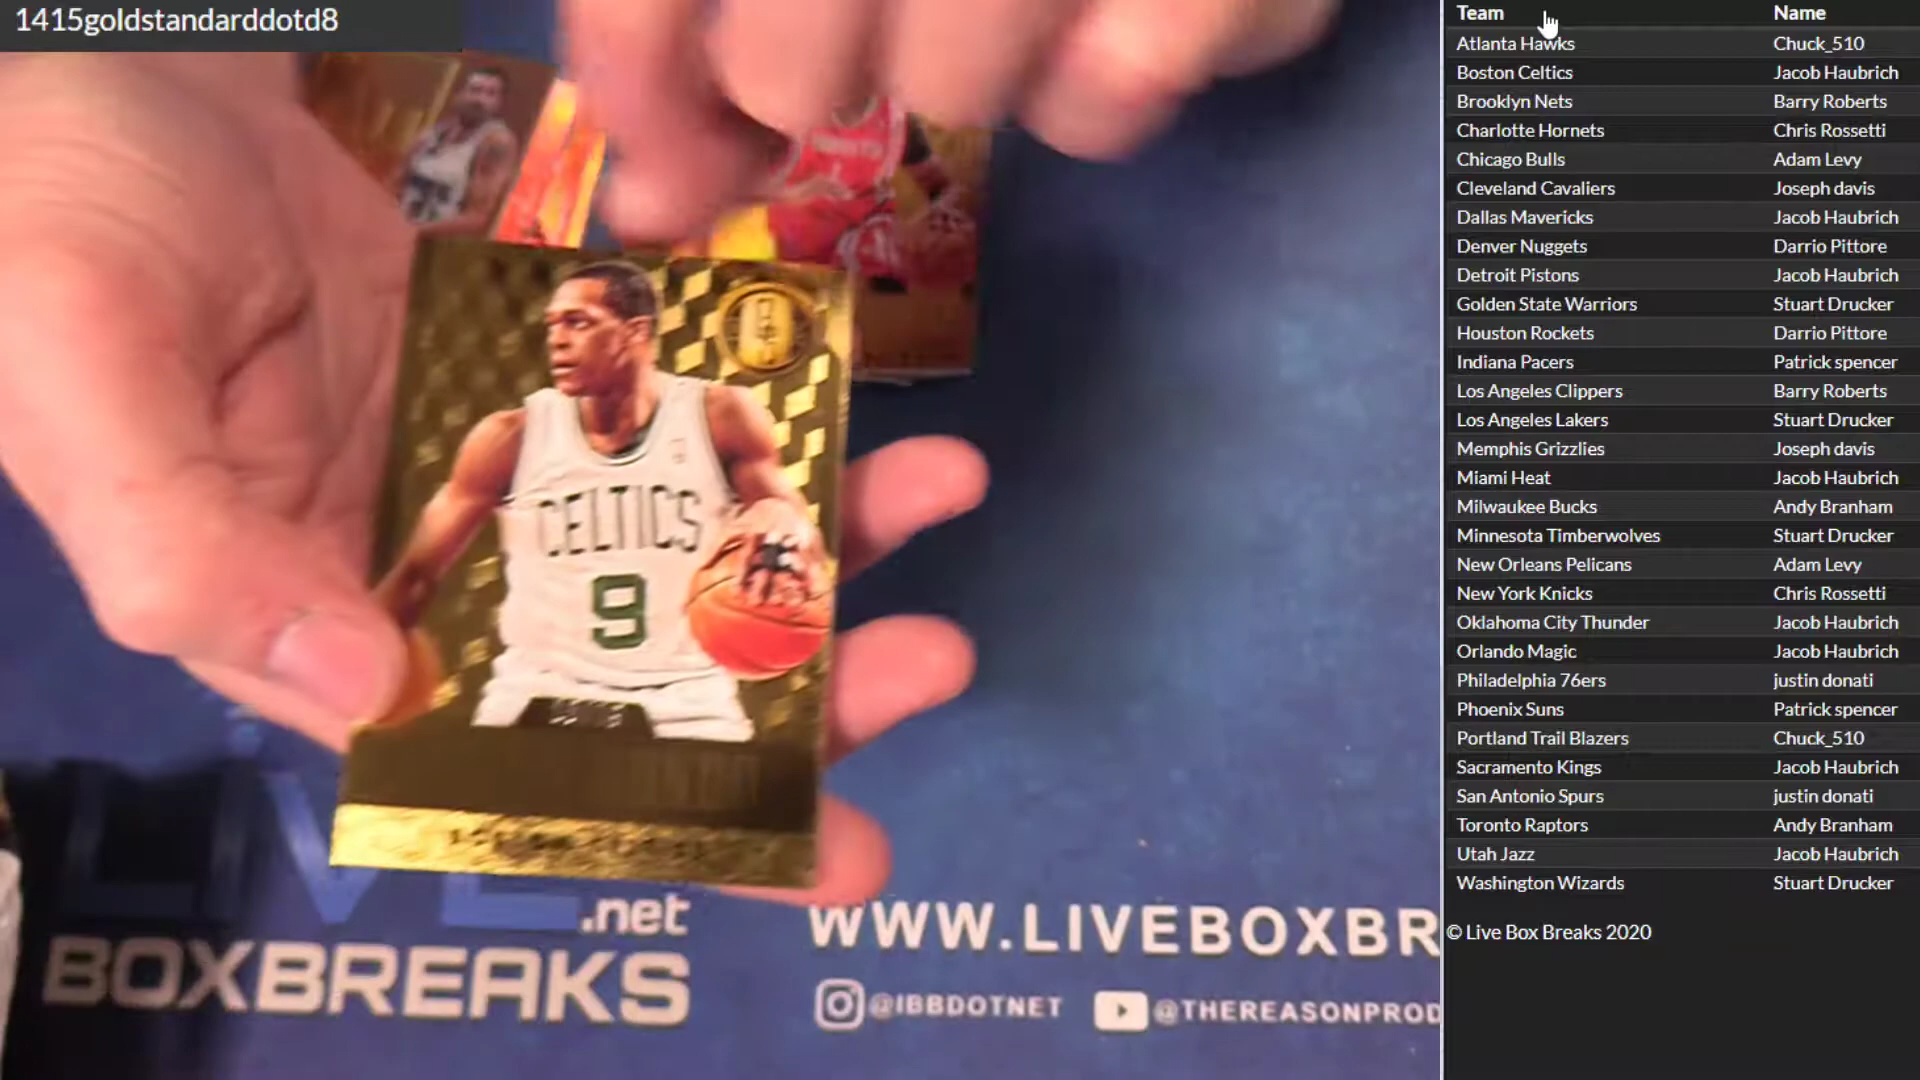 1415goldstandarddotd8
CELTICS
9
LIVE
.net
BOXBREAKS
WWW.LIVEBOXBR
@IBBDOTNET
@THEREASONPROD
Team Name
Atlanta Hawks Chuck_510
Boston Celtics Jacob Haubrich
Brooklyn Nets Barry Roberts
Charlotte Hornets Chris Rossetti
Chicago Bulls Adam Levy
Cleveland Cavaliers Joseph davis
Dallas Mavericks Jacob Haubrich
Denver Nuggets Darrio Pittore
Detroit Pistons Jacob Haubrich
Golden State Warriors Stuart Drucker
Houston Rockets Darrio Pittore
Indiana Pacers Patrick spencer
Los Angeles Clippers Barry Roberts
Los Angeles Lakers Stuart Drucker
Memphis Grizzlies Joseph davis
Miami Heat Jacob Haubrich
Milwaukee Bucks Andy Branham
Minnesota Timberwolves Stuart Drucker
New Orleans Pelicans Adam Levy
New York Knicks Chris Rossetti
Oklahoma City Thunder Jacob Haubrich
Orlando Magic Jacob Haubrich
Philadelphia 76ers justin donati
Phoenix Suns Patrick spencer
Portland Trail Blazers Chuck_510
Sacramento Kings Jacob Haubrich
San Antonio Spurs justin donati
Toronto Raptors Andy Branham
Utah Jazz Jacob Haubrich
Washington Wizards Stuart Drucker
© Live Box Breaks 2020